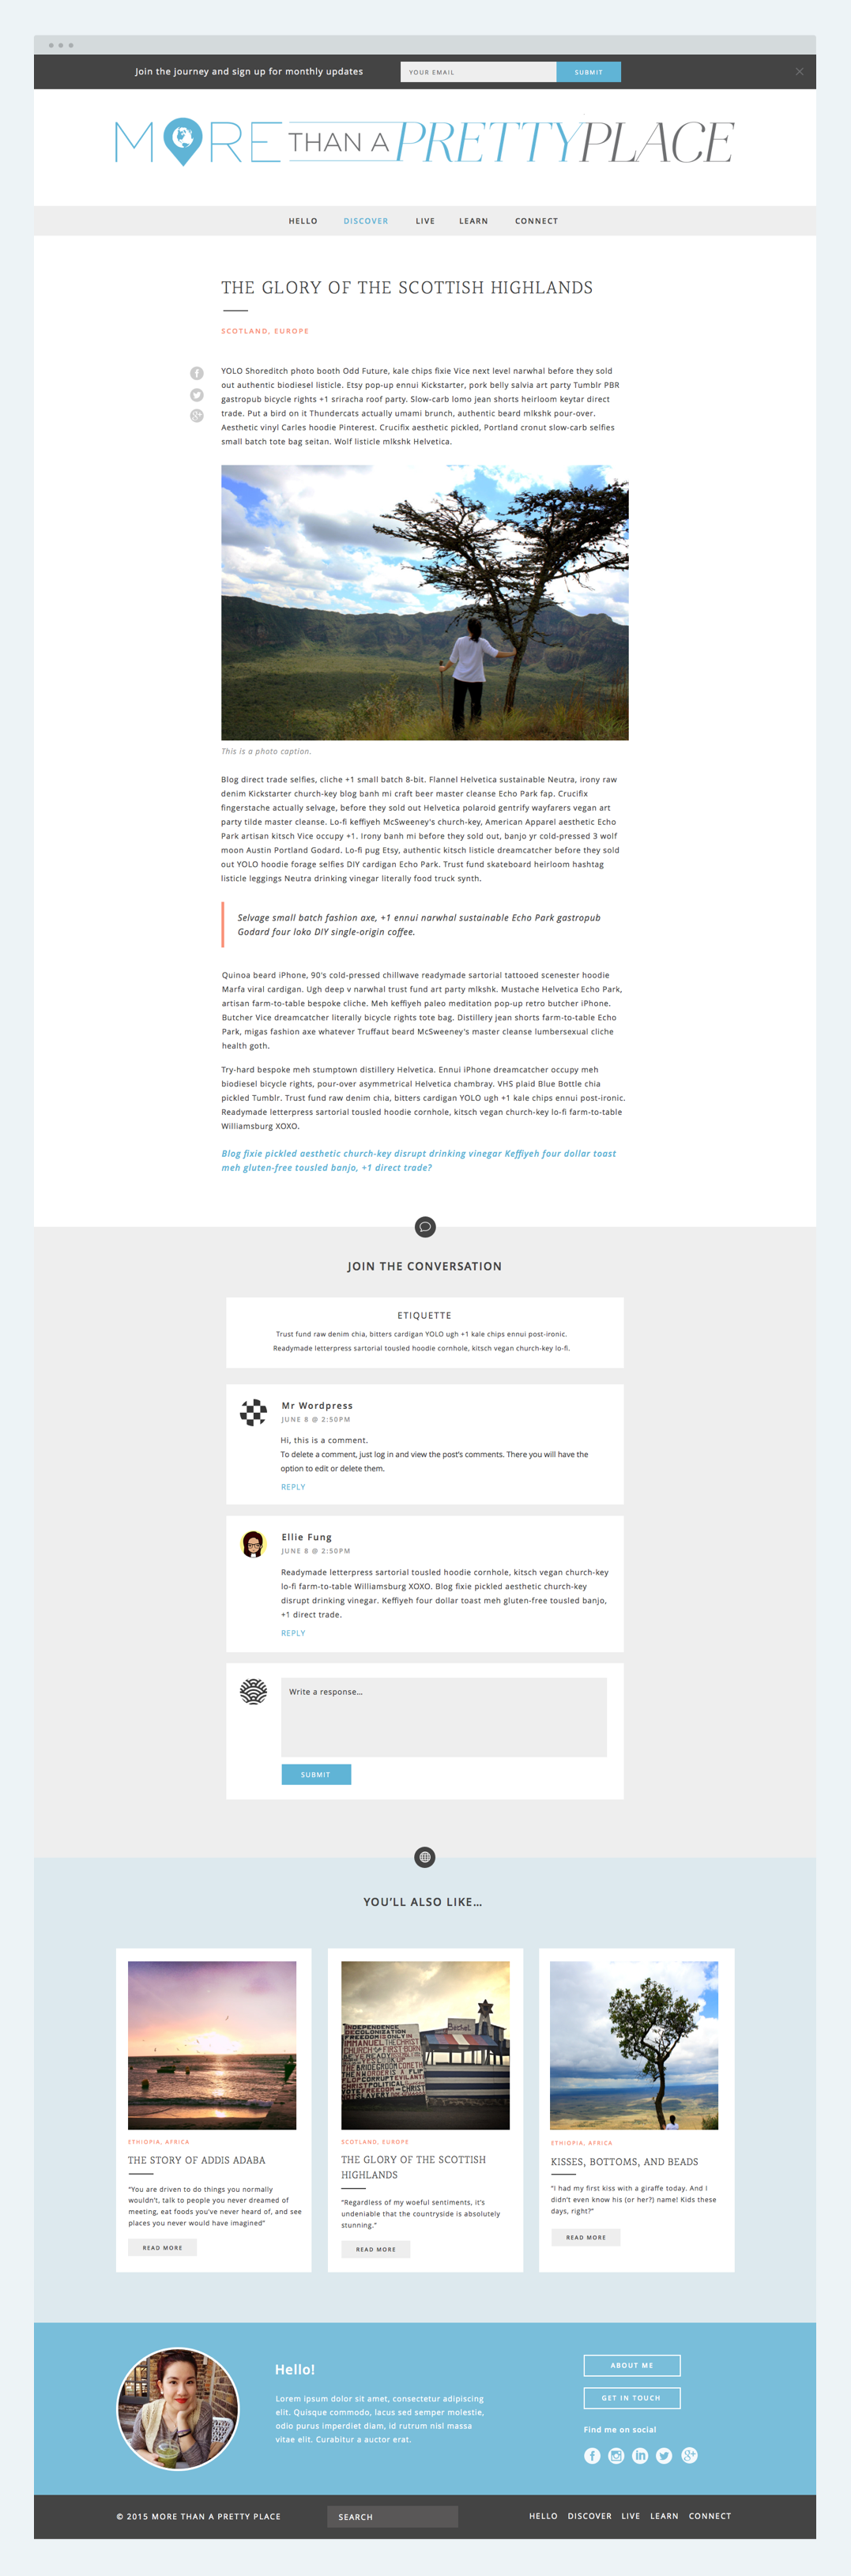 Join the journey and sign up for monthly updates
YOUR EMAIL
SUBMIT
MORE THAN A PRETTYPLACE
HELLO DISCOVER LIVE LEARN CONNECT
THE GLORY OF THE SCOTTISH HIGHLANDS
SCOTLAND, EUROPE
YOLO Shoreditch photo booth Odd Future, kale chips fixie Vice next level narwhal before they sold
out authentic biodiesel listicle. Etsy pop-up ennui Kickstarter, pork belly salvia art party Tumblr PBR
gastropub bicycle rights +1 sriracha roof party. Slow-carb lomo jean shorts heirloom keytar direct
trade. Put a bird on it Thundercats actually umami brunch, authentic beard mlkshk pour-over.
Aesthetic vinyl Carles hoodie Pinterest. Crucifix aesthetic pickled, Portland cronut slow-carb selfies
small batch tote bag seitan. Wolf listicle mlkshk Helvetica.
This is a photo caption.
Blog direct trade selfies, cliche +1 small batch 8-bit. Flannel Helvetica sustainable Neutra, irony raw
denim Kickstarter church-key blog banh mi craft beer master cleanse Echo Park fap. Crucifix
fingerstache actually selvage, before they sold out Helvetica polaroid gentrify wayfarers vegan art
party tilde master cleanse. Lo-fi keffiyeh McSweeney's church-key, American Apparel aesthetic Echo
Park artisan kitsch Vice occupy +1. Irony banh mi before they sold out, banjo yr cold-pressed 3 wolf
moon Austin Portland Godard. Lo-fi pug Etsy, authentic kitsch listicle dreamcatcher before they sold
out YOLO hoodie forage selfies DIY cardigan Echo Park. Trust fund skateboard heirloom hashtag
listicle leggings Neutra drinking vinegar literally food truck synth.
Selvage small batch fashion axe, +1 ennui narwhal sustainable Echo Park gastropub
Godard four loko DIY single-origin coffee.
Quinoa beard iPhone, 90's cold-pressed chillwave readymade sartorial tattooed scenester hoodie
Marfa viral cardigan. Ugh deep v narwhal trust fund art party mlkshk. Mustache Helvetica Echo Park,
artisan farm-to-table bespoke cliche. Meh keffiyeh paleo meditation pop-up retro butcher iPhone.
Butcher Vice dreamcatcher literally bicycle rights tote bag. Distillery jean shorts farm-to-table Echo
Park, migas fashion axe whatever Truffaut beard McSweeney's master cleanse lumbersexual cliche
health goth.
Try-hard bespoke meh stumptown distillery Helvetica. Ennui iPhone dreamcatcher occupy meh
biodiesel bicycle rights, pour-over asymmetrical Helvetica chambray. VHS plaid Blue Bottle chia
pickled Tumblr. Trust fund raw denim chia, bitters cardigan YOLO ugh +1 kale chips ennui post-ironic.
Readymade letterpress sartorial tousled hoodie cornhole, kitsch vegan church-key lo-fi farm-to-table
Williamsburg XOXO.
Blog fixie pickled aesthetic church-key disrupt drinking vinegar Keffiyeh four dollar toast
meh gluten-free tousled banjo, +1 direct trade?
JOIN THE CONVERSATION
ETIQUETTE
Trust fund raw denim chia, bitters cardigan YOLO ugh +1 kale chips ennui post-ironic.
Readymade letterpress sartorial tousled hoodie cornhole, kitsch vegan church-key lo-fi.
Mr Wordpress
JUNE 8 @ 2:50PM
Hi, this is a comment.
To delete a comment, just log in and view the post's comments. There you will have the
option to edit or delete them.
REPLY
Ellie Fung
JUNE 8 @ 2:50PM
Readymade letterpress sartorial tousled hoodie cornhole, kitsch vegan church-key
lo-fi farm-to-table Williamsburg XOXO. Blog fixie pickled aesthetic church-key
disrupt drinking vinegar. Keffiyeh four dollar toast meh gluten-free tousled banjo,
+1 direct trade.
REPLY
Write a response...
SUBMIT
YOU'LL ALSO LIKE...
ETHIOPIA, AFRICA
THE STORY OF ADDIS ADABA
"You are driven to do things you normally
wouldn't, talk to people you never dreamed of
meeting, eat foods you've never heard of, and see
places you never would have imagined"
READ MORE
INDEPENDENCE
DECOLONIZATION
Bethel
SCOTLAND, EUROPE
THE GLORY OF THE SCOTTISH
HIGHLANDS
"Regardless of my woeful sentiments, it's
undeniable that the countryside is absolutely
stunning."
READ MORE
ETHIOPIA, AFRICA
KISSES, BOTTOMS, AND BEADS
"I had my first kiss with a giraffe today. And I
didn't even know his (or her?) name! Kids these
days, right?"
READ MORE
Hello!
Lorem ipsum dolor sit amet, consectetur adipiscing
elit. Quisque commodo, lacus sed semper molestie,
odio purus imperdiet diam, id rutrum nisl massa
vitae elit. Curabitur a auctor erat.
ABOUT ME
GET IN TOUCH
Find me on social
© 2015 MORE THAN A PRETTY PLACE
SEARCH
HELLO DISCOVER LIVE LEARN CONNECT